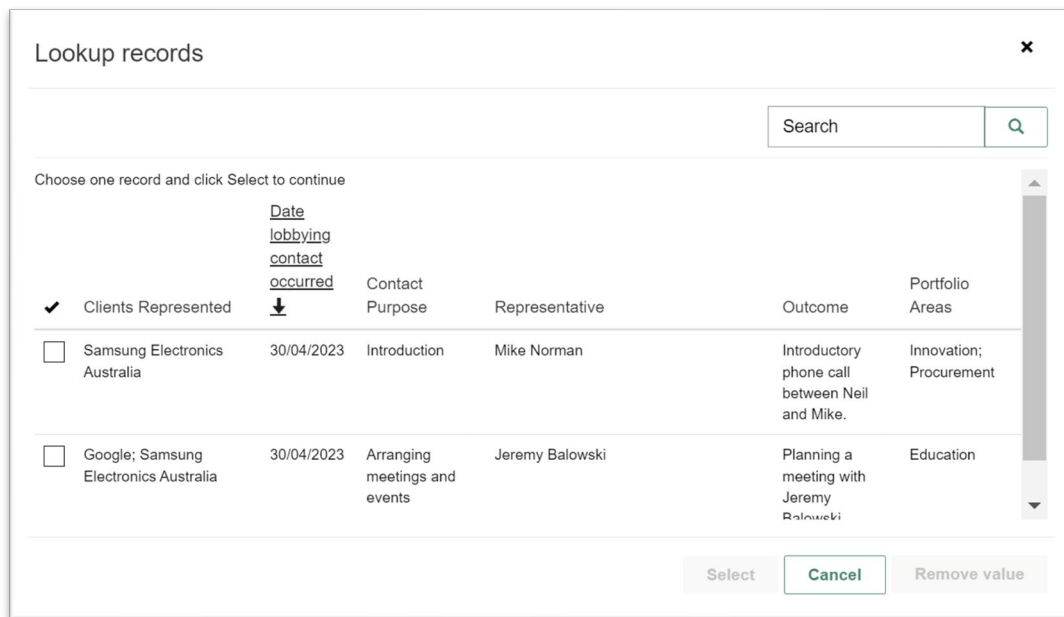 Lookup records
Search
Choose one record and click Select to continue
Clients Represented
Date
lobbying
contact
occurred
Contact
Purpose
Representative
Outcome
Portfolio
Areas
Samsung Electronics
Australia
30/04/2023
Introduction
Mike Norman
Introductory
phone call
between Neil
and Mike.
Innovation;
Procurement
Google; Samsung
Electronics Australia
30/04/2023
Arranging
meetings and
events
Jeremy Balowski
Planning a
meeting with
Jeremy
Balowski
Education
Select
Cancel
Remove value